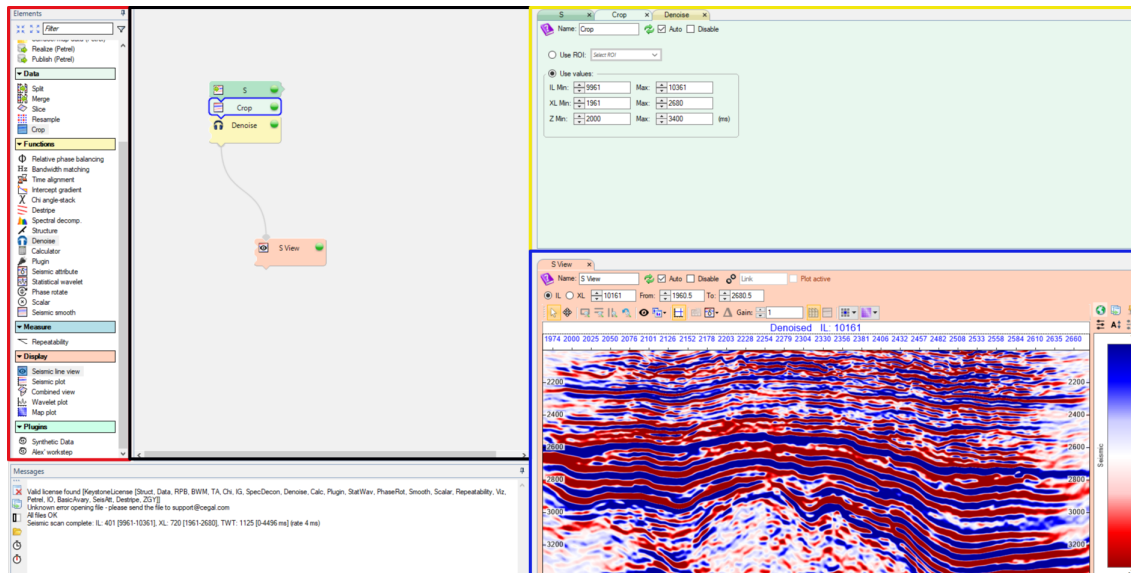 Elements
Filter
Realize (Petrel)
Publish (Petrel)
Data
Split
Merge
Slice
Resample
Crop
Functions
Relative phase balancing
Hz Bandwidth matching
Time alignment
Intercept gradient
Chi angle-stack
Destripe
Spectral decomp.
Structure
Denoise
Calculator
Plugin
Seismic attribute
Statistical wavelet
Phase rotate
Scalar
Seismic smooth
Measure
Repeatability
Display
Seismic line view
Seismic plot
Combined view
Wavelet plot
Map plot
Plugins
Synthetic Data
Alex' workstep
S
Crop
Denoise
S View
S Crop Denoise
Name: Crop Auto Disable
Use ROI: Select ROI
Use values:
IL Min: 9961 Max: 10361
XL Min: 1961 Max: 2680
Z Min: 2000 Max: 3400 (ms)
S View
Name: S View Auto Disable Link Plot active
IL XL 10161 From: 1960.5 To: 2680.5
Gain: 1
Denoised IL: 10161
1974 2000 2025 2050 2076 2101 2126 2152 2178 2203 2228 2254 2279 2304 2330 2355 2381 2406 2432 2457 2482 2508 2533 2558 2584 2610 2635 2660
2200 2200
2400 2400
2600 2600
2800 2800
3000 3000
3200 3200
Seismic
Messages
Valid license found [KeystoneLicense [Struct, Data, RPB, BWM, TA, Chi, IG, SpecDecon, Denoise, Calc, Plugin, StatWav, PhaseRot, Smooth, Scalar, Repeatability, Viz,
Petrel, IO, BasicAvary, SeisAtt, Destripe, ZGY]]
Unknown error opening file - please send the file to support@cegal.com
All files OK
Seismic scan complete: IL: 401 [9961-10361], XL: 720 [1961-2680], TWT: 1125 [0-4496 ms] (rate 4 ms)